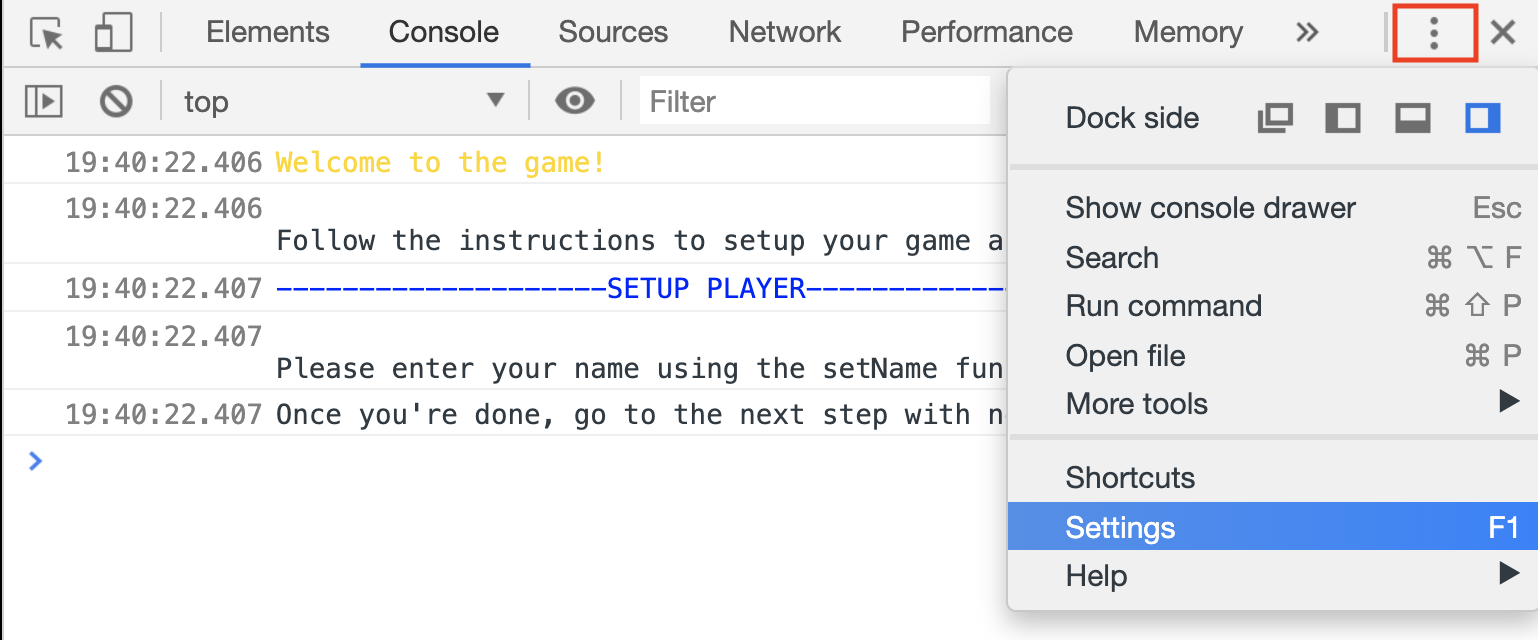 Elements Console Sources Network Performance Memory »
top Filter
19:40:22.406 Welcome to the game!
19:40:22.406
Follow the instructions to setup your game a
19:40:22.407 --------------------SETUP PLAYER------------
19:40:22.407
Please enter your name using the setName fun
19:40:22.407 Once you're done, go to the next step with n
>
Dock side
Show console drawer Esc
Search ⌘ ⌥ F
Run command ⌘ ⇧ P
Open file ⌘ P
More tools ▶
Shortcuts
Settings F1
Help ▶